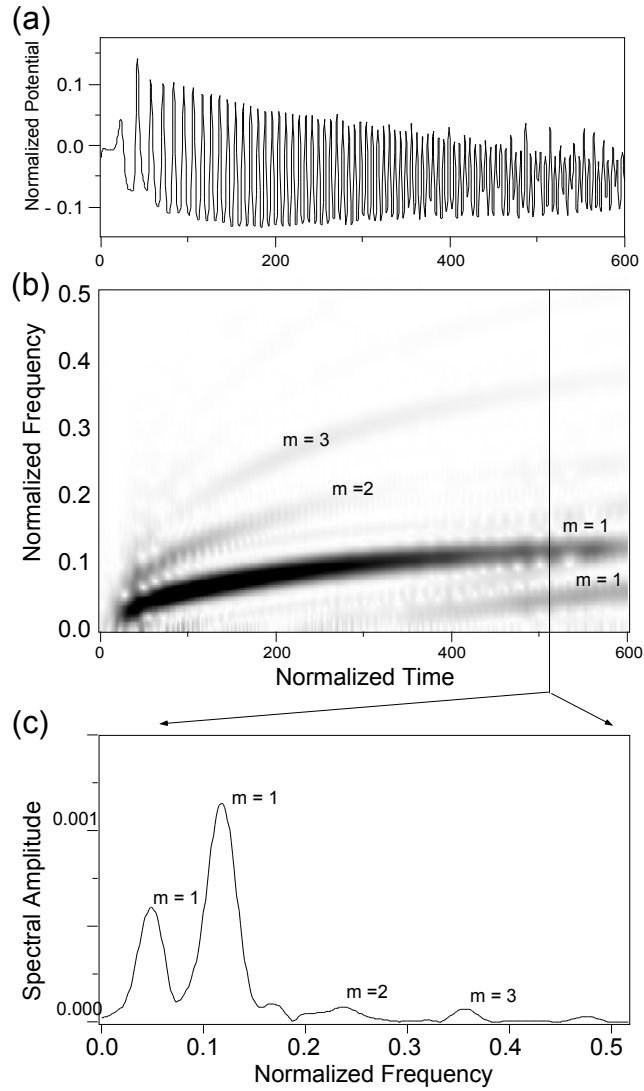 (a)
Normalized Potential
0.1
0.0
- 0.1
0
200
400
600
(b)
Normalized Frequency
0.5
0.4
0.3
0.2
0.1
0.0
m = 3
m =2
m = 1
m = 1
0
200
400
600
Normalized Time
(c)
Spectral Amplitude
0.001
0.000
m = 1
m = 1
m =2
m = 3
0.0
0.1
0.2
0.3
0.4
0.5
Normalized Frequency